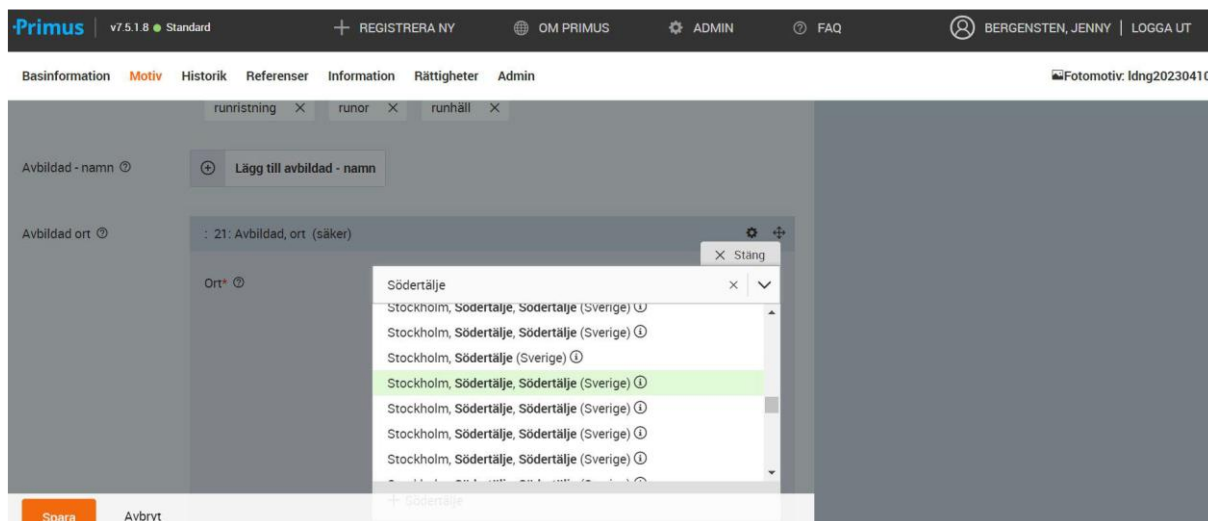 Primus v7.5.1.8 Standard REGISTRERA NY OM PRIMUS ADMIN FAQ BERGENSTEN, JENNY | LOGGA UT
Basinformation Motiv Historik Referenser Information Rättigheter Admin Fotomotiv: ldng20230410
runristning runor runhäll
Avbildad - namn Lägg till avbildad - namn
Avbildad ort : 21: Avbildad, ort (säker)
Stäng
Ort* Södertälje
Stockholm, Södertälje, Södertälje (Sverige)
Stockholm, Södertälje, Södertälje (Sverige)
Stockholm, Södertälje (Sverige)
Stockholm, Södertälje, Södertälje (Sverige)
Stockholm, Södertälje, Södertälje (Sverige)
Stockholm, Södertälje, Södertälje (Sverige)
Stockholm, Södertälje, Södertälje (Sverige)
+ Södertälje
Spara Avbryt